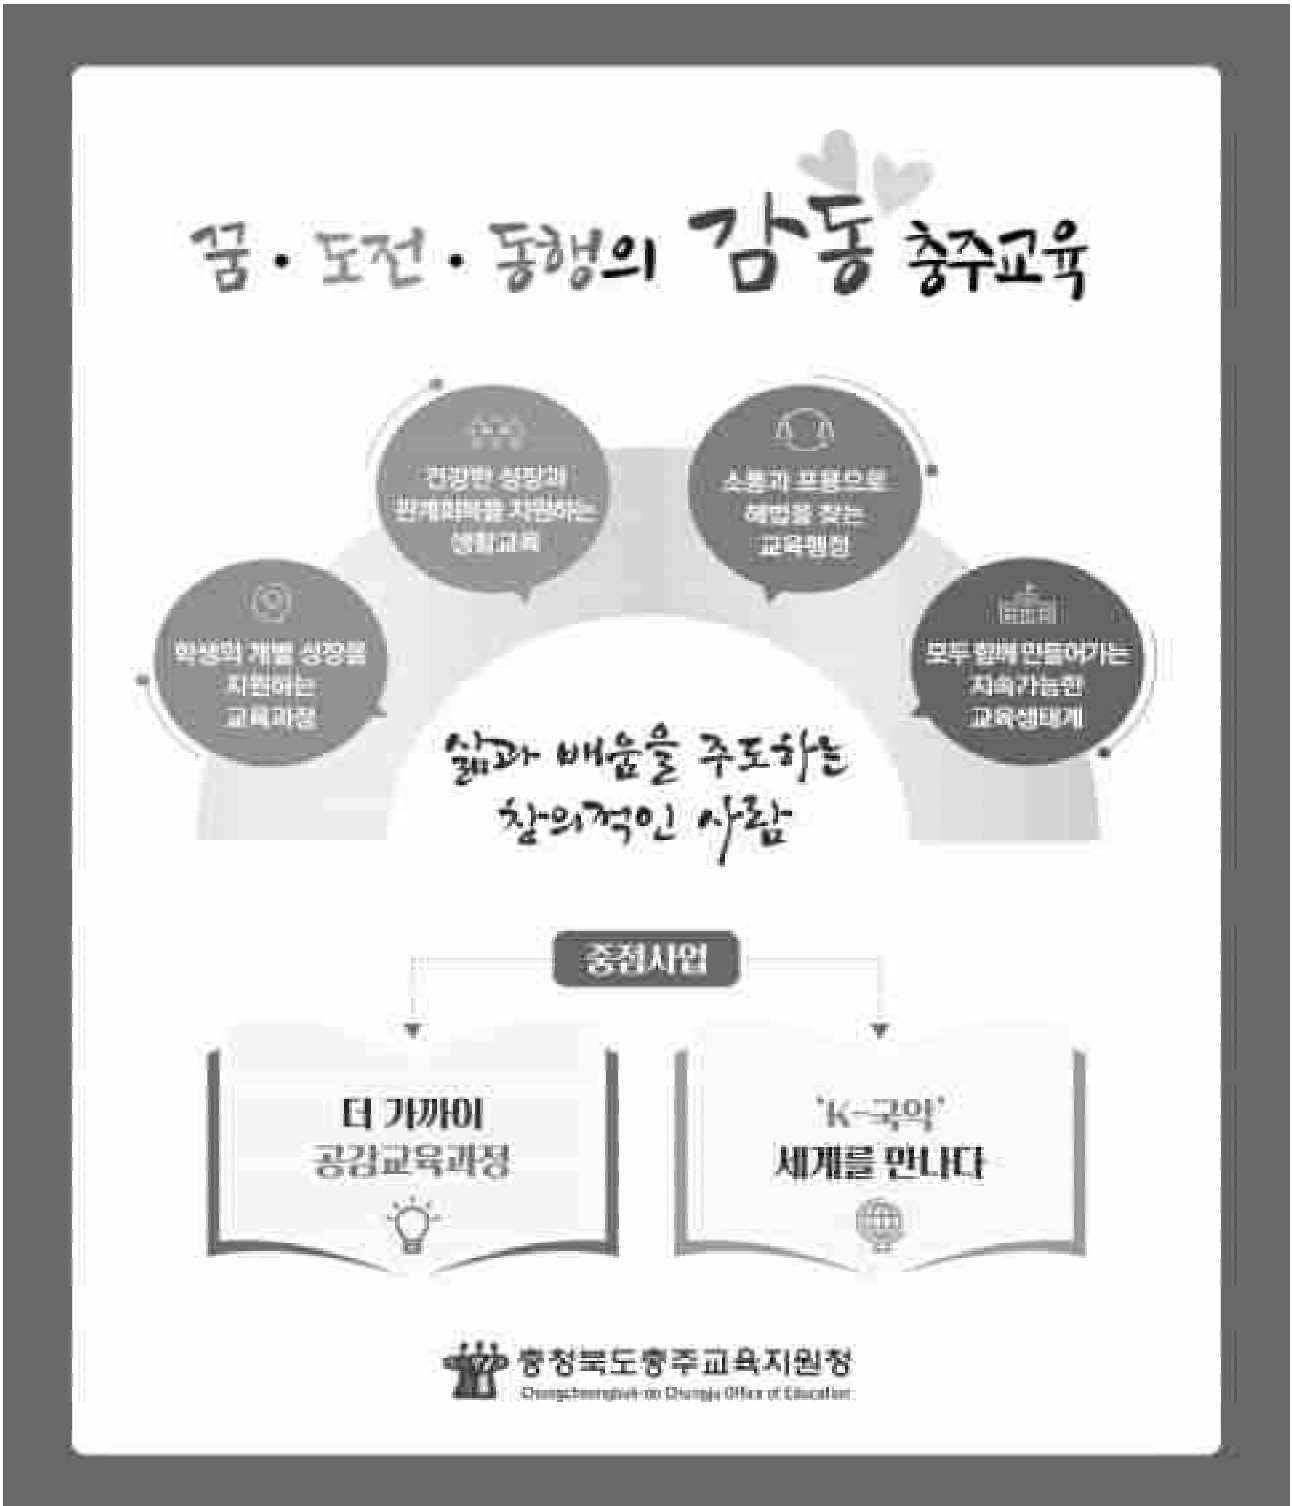 꿈·도전·동행의 감동 충주교육
건강한 성장과
관계회복을 지원하는
생활교육
소통과 포용으로
해법을 찾는
교육행정
학생의 개별 성장을
지원하는
교육과정
모두 함께 만들어가는
지속가능한
교육생태계
삶과 배움을 주도하는
창의적인 사람
중점사업
더 가까이
공감교육과정
'K-국악'
세계를 만나다
충청북도충주교육지원청
Chungcheongbuk-do Chungju Office of Education